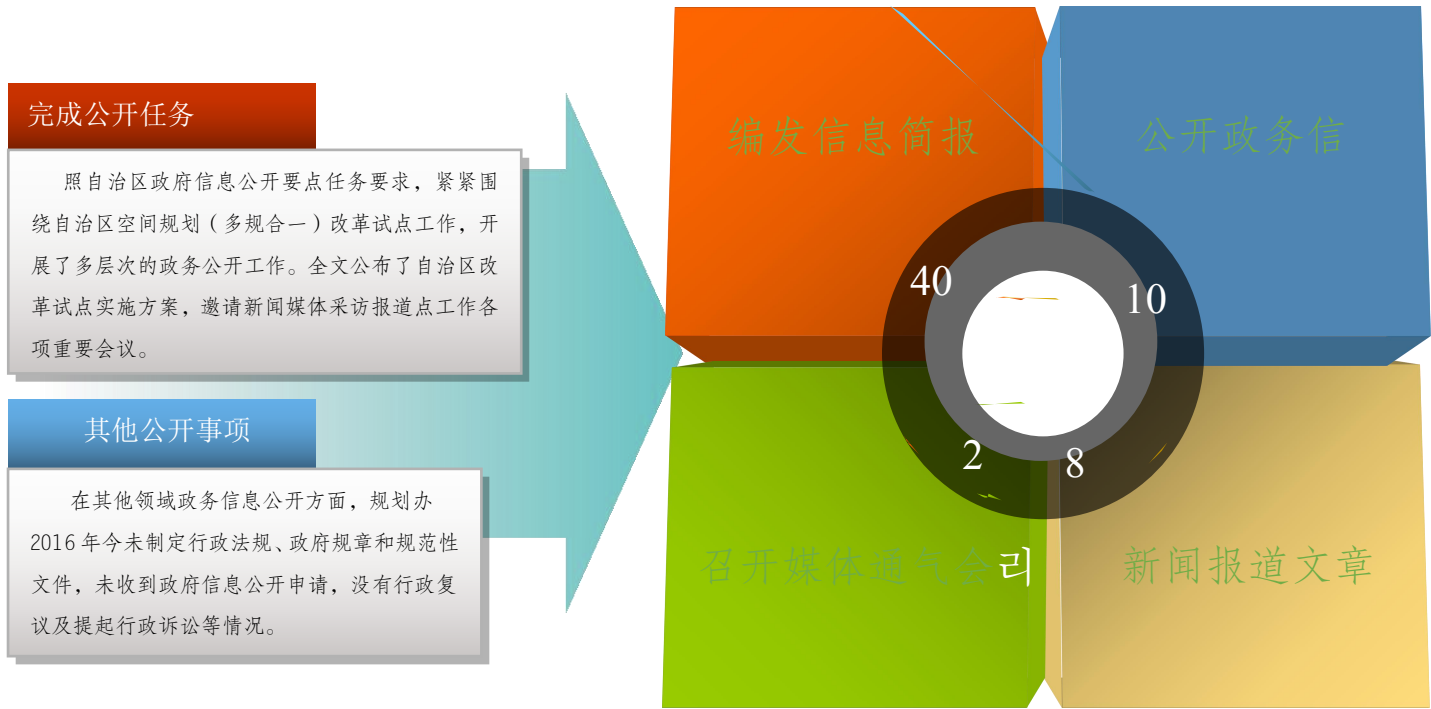 完成公开任务
照自治区政府信息公开要点任务要求，紧紧围
绕自治区空间规划（多规合一）改革试点工作，开
展了多层次的政务公开工作。全文公布了自治区改
革试点实施方案，邀请新闻媒体采访报道点工作各
项重要会议。
其他公开事项
在其他领域政务信息公开方面，规划办
2016年今未制定行政法规、政府规章和规范性
文件，未收到政府信息公开申请，没有行政复
议及提起行政诉讼等情况。
编发信息简报
公开政务信
40
10
2
8
召开媒体通气会리
新闻报道文章